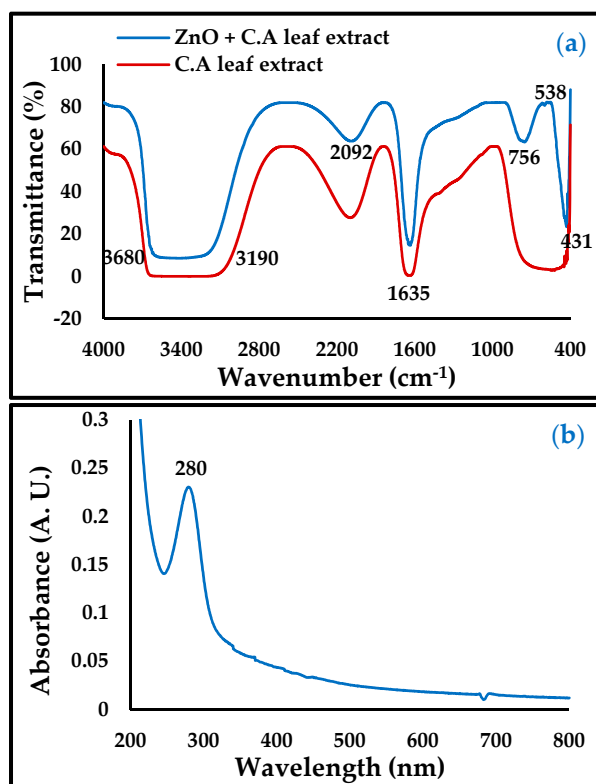 ZnO + C.A leaf extract
C.A leaf extract
(a)
Transmittance (%)
100
80
60
40
20
0
-20
3680
3190
2092
1635
756
538
431
4000 3400 2800 2200 1600 1000 400
Wavenumber (cm⁻¹)
(b)
Absorbance (A. U.)
0.3
0.25
0.2
0.15
0.1
0.05
0
280
200 300 400 500 600 700 800
Wavelength (nm)